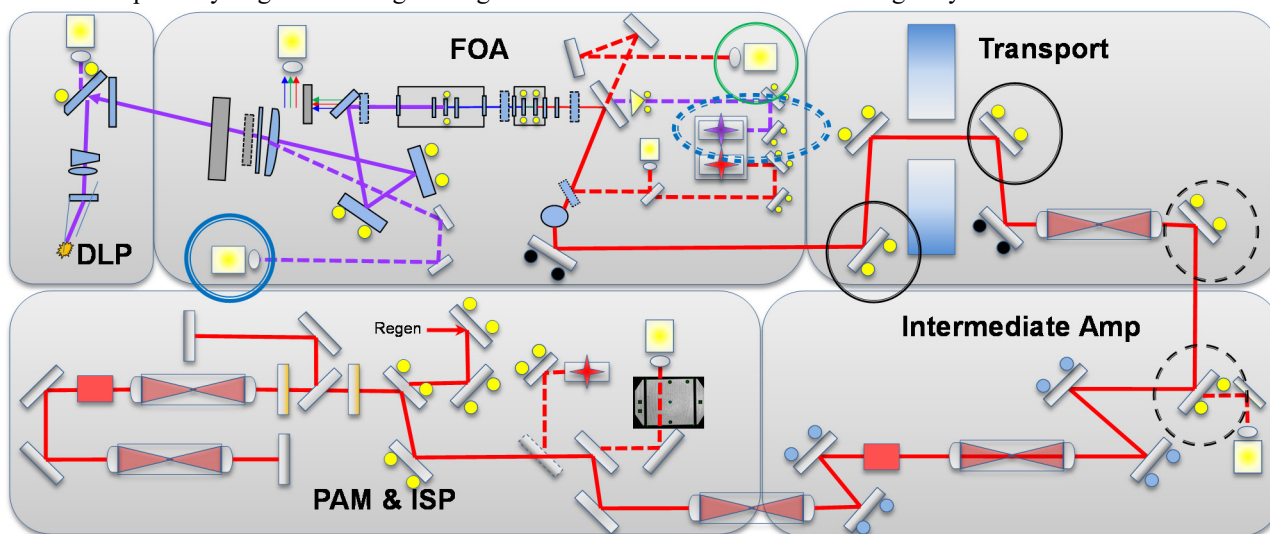 FOA
Transport
DLP
Regen
Intermediate Amp
PAM & ISP